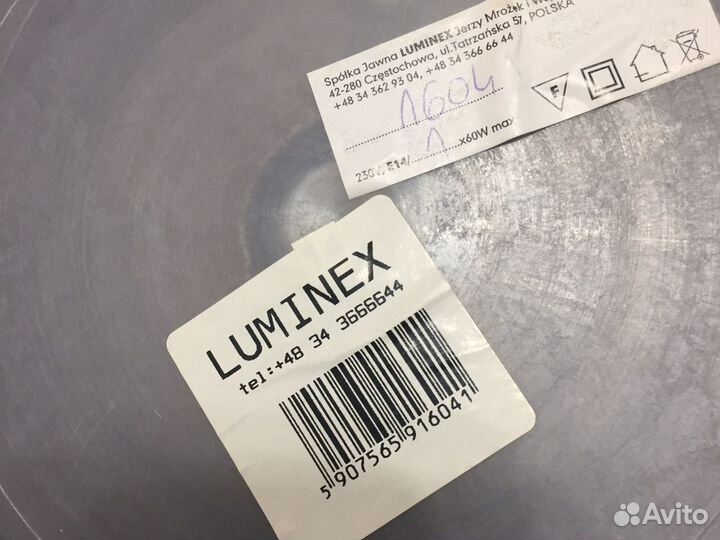 Spółka Jawna LUMINEX Jerzy Mrożek i
42-280 Częstochowa, ul.Tatrzańska 57, POLSKA
+48 34 362 93 04, +48 34 366 66 44
1604
230V, E14/........1........x60W max
F
LUMINEX
tel:+48 34 3666644
5 907565 916041
Avito